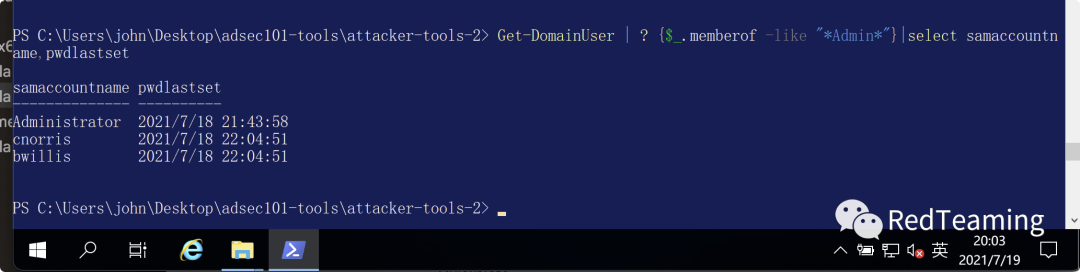 PS C:\Users\john\Desktop\adsec101-tools\attacker-tools-2> Get-DomainUser | ? {$_.memberof -like "*Admin*"}|select samaccountn
ame,pwdlastset
samaccountname pwdlastset
-------------- ----------
Administrator 2021/7/18 21:43:58
cnorris 2021/7/18 22:04:51
bwillis 2021/7/18 22:04:51
PS C:\Users\john\Desktop\adsec101-tools\attacker-tools-2>
RedTeaming
英
20:03
2021/7/19